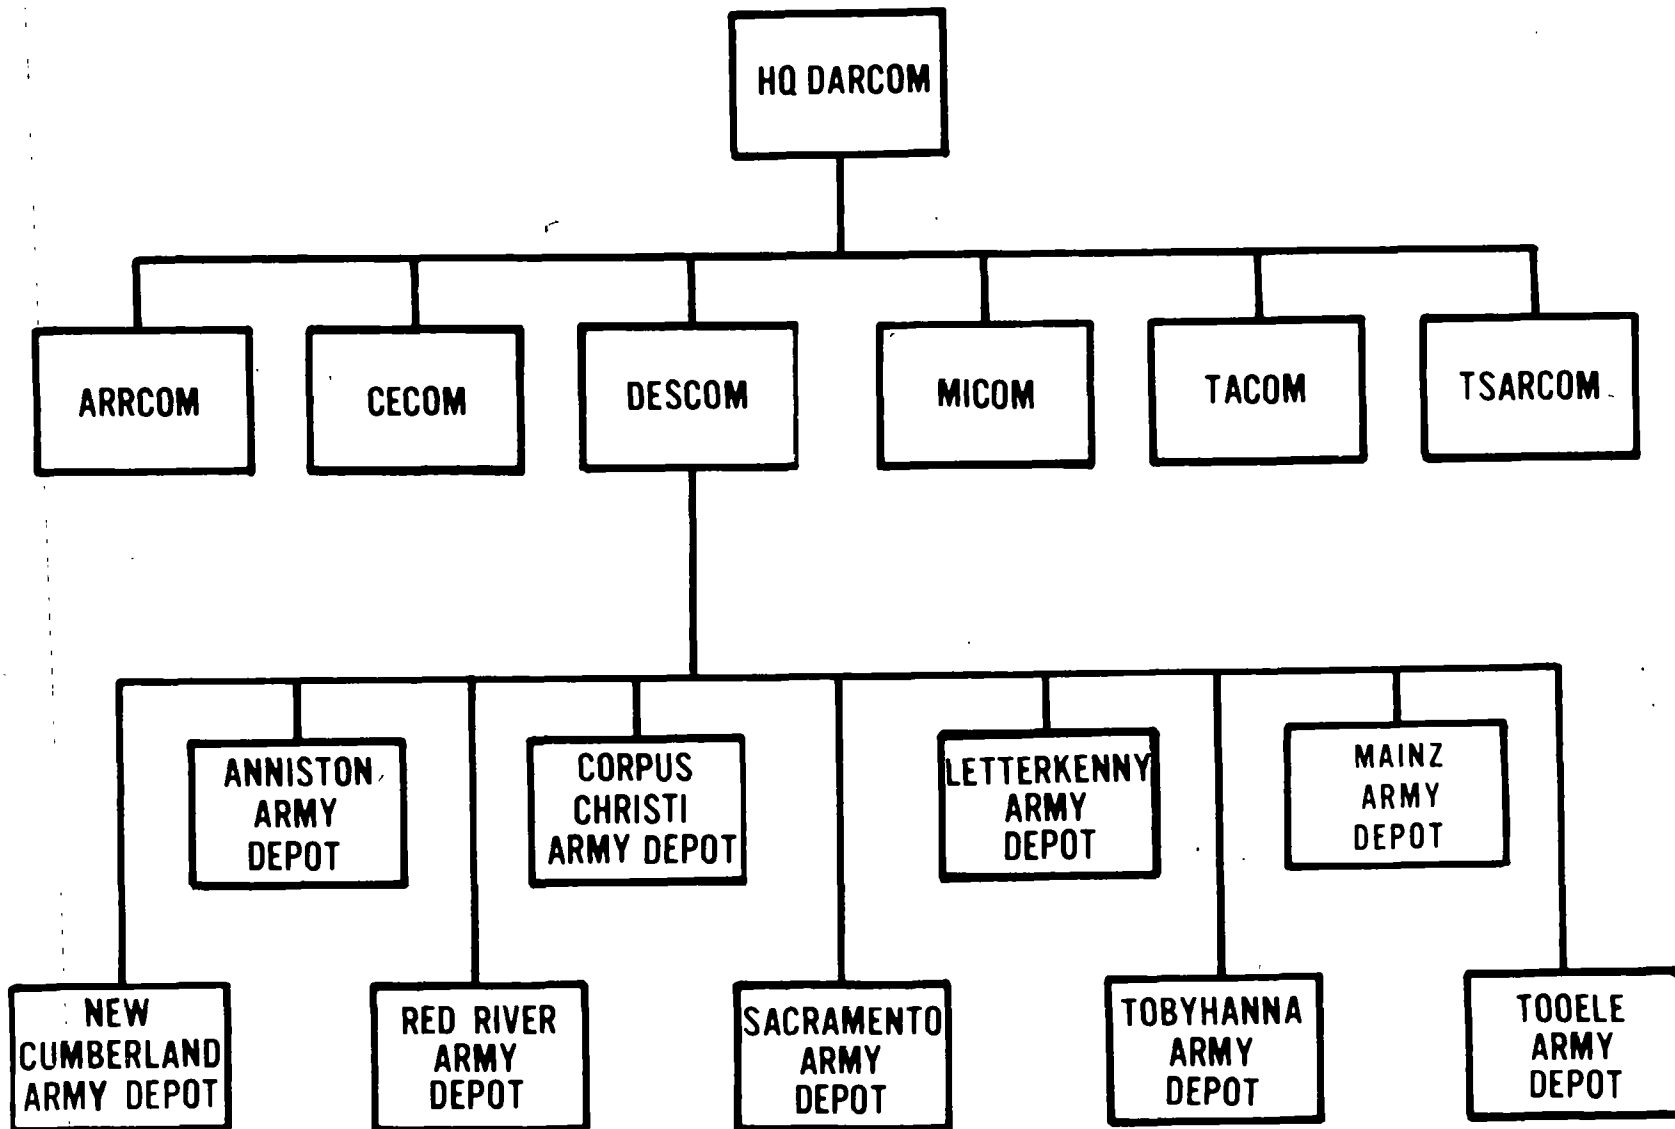 HQ DARCOM
ARRCOM
CECOM
DESCOM
MICOM
TACOM
TSARCOM
ANNISTON
ARMY
DEPOT
CORPUS
CHRISTI
ARMY DEPOT
LETTERKENNY
ARMY
DEPOT
MAINZ
ARMY
DEPOT
NEW
CUMBERLAND
ARMY DEPOT
RED RIVER
ARMY
DEPOT
SACRAMENTO
ARMY
DEPOT
TOBYHANNA
ARMY
DEPOT
TOOELE
ARMY
DEPOT